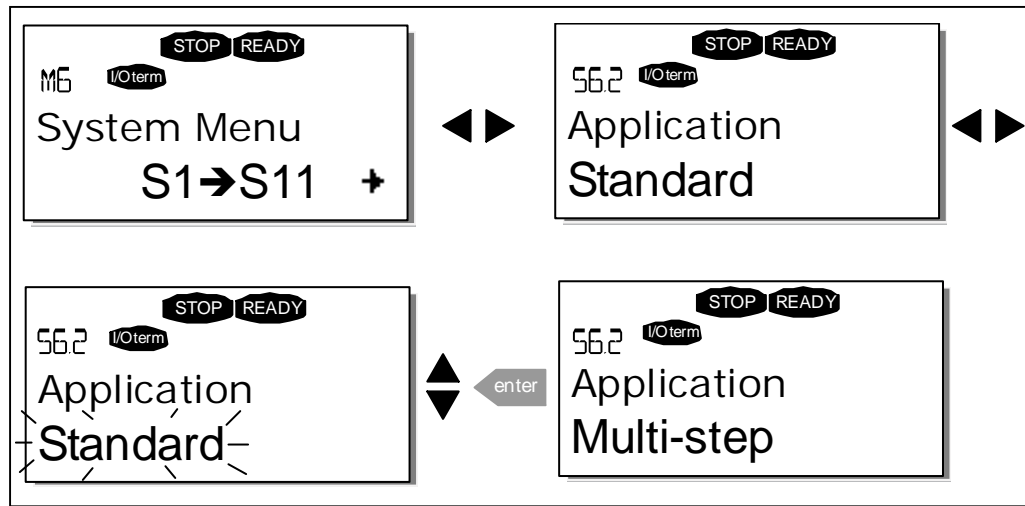 STOP READY
M6 I/Oterm
System Menu
S1➔S11
STOP READY
S6.2 I/Oterm
Application
Standard
STOP READY
S6.2 I/Oterm
Application
Standard
enter
STOP READY
S6.2 I/Oterm
Application
Multi-step